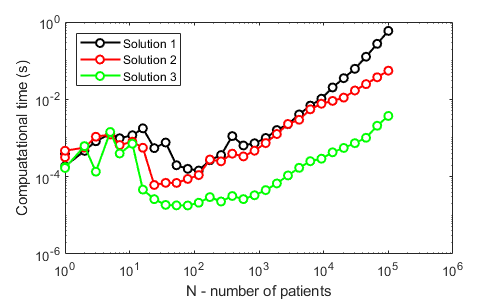 10^0
10^-2
10^-4
10^-6
Compuatational time (s)
Solution 1
Solution 2
Solution 3
10^0 10^1 10^2 10^3 10^4 10^5 10^6
N - number of patients